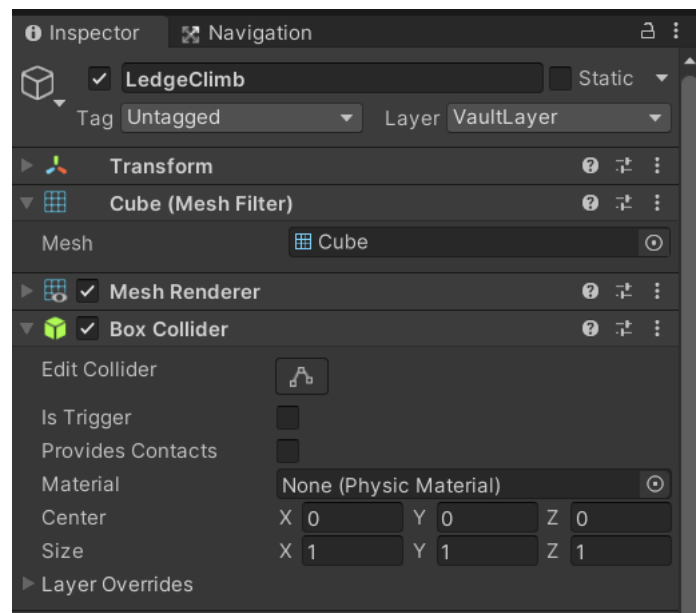 Inspector Navigation
LedgeClimb Static
Tag Untagged Layer VaultLayer
Transform
Cube (Mesh Filter)
Mesh Cube
Mesh Renderer
Box Collider
Edit Collider
Is Trigger
Provides Contacts
Material None (Physic Material)
Center X 0 Y 0 Z 0
Size X 1 Y 1 Z 1
Layer Overrides